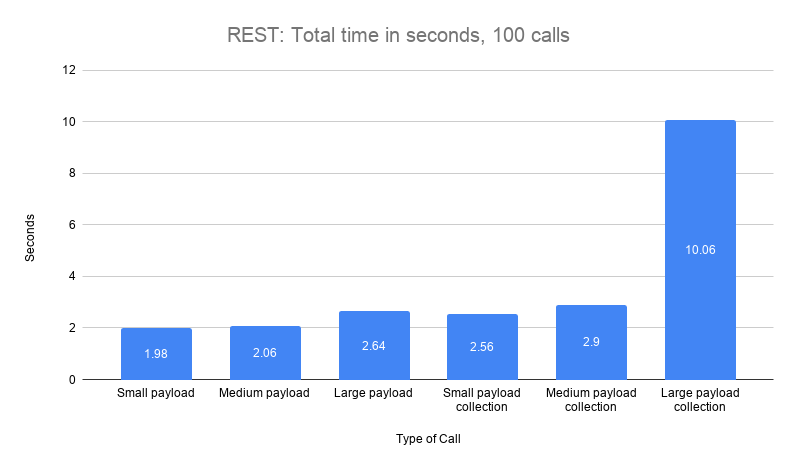 REST: Total time in seconds, 100 calls
12
10
8
6
4
2
0
Seconds
1.98
2.06
2.64
2.56
2.9
10.06
Small payload
Medium payload
Large payload
Small payload
collection
Medium payload
collection
Large payload
collection
Type of Call